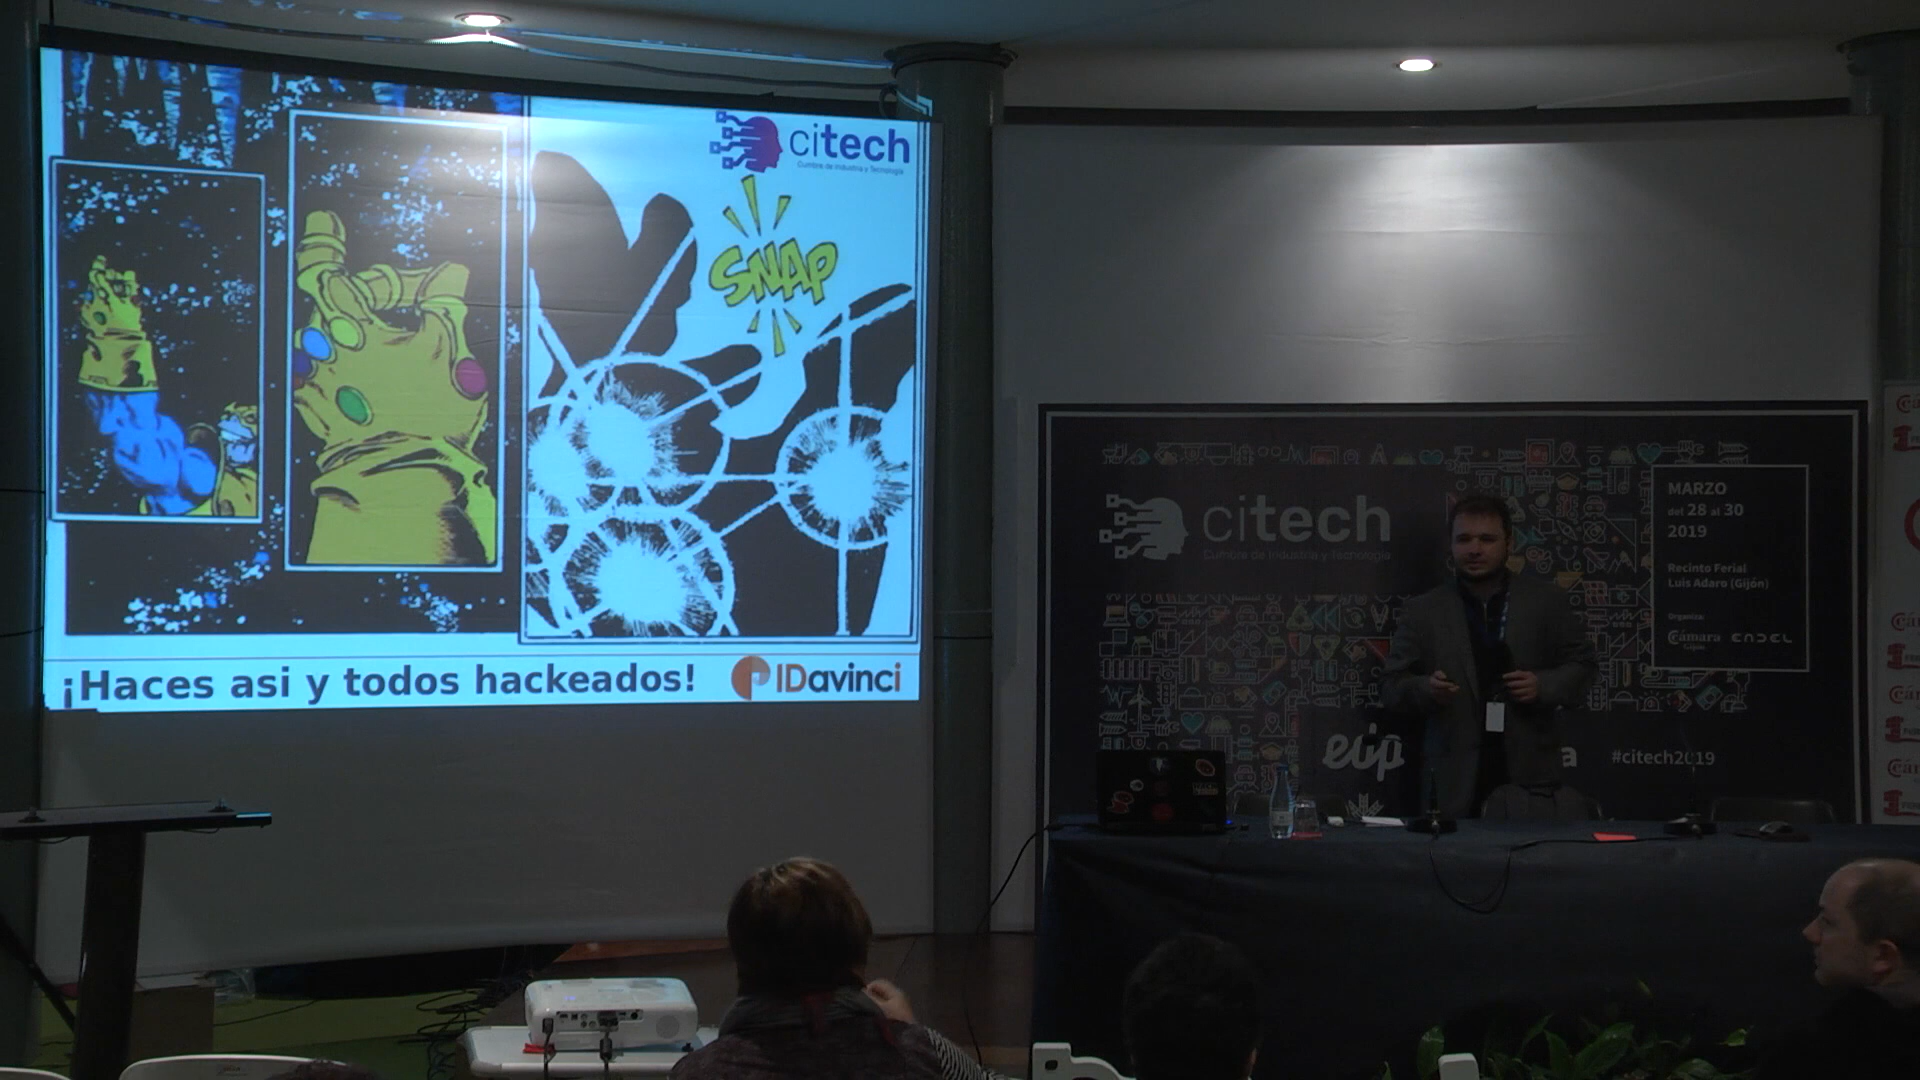 citech
Cumbre de Industria y Tecnología
SNAP
¡Haces asi y todos hackeados!
IDavinci
citech
Cumbre de Industria y Tecnología
MARZO
del 28 al 30
2019
Recinto Ferial
Luis Adaro (Gijón)
Organiza:
Cámara
ENDEL
#citech2019